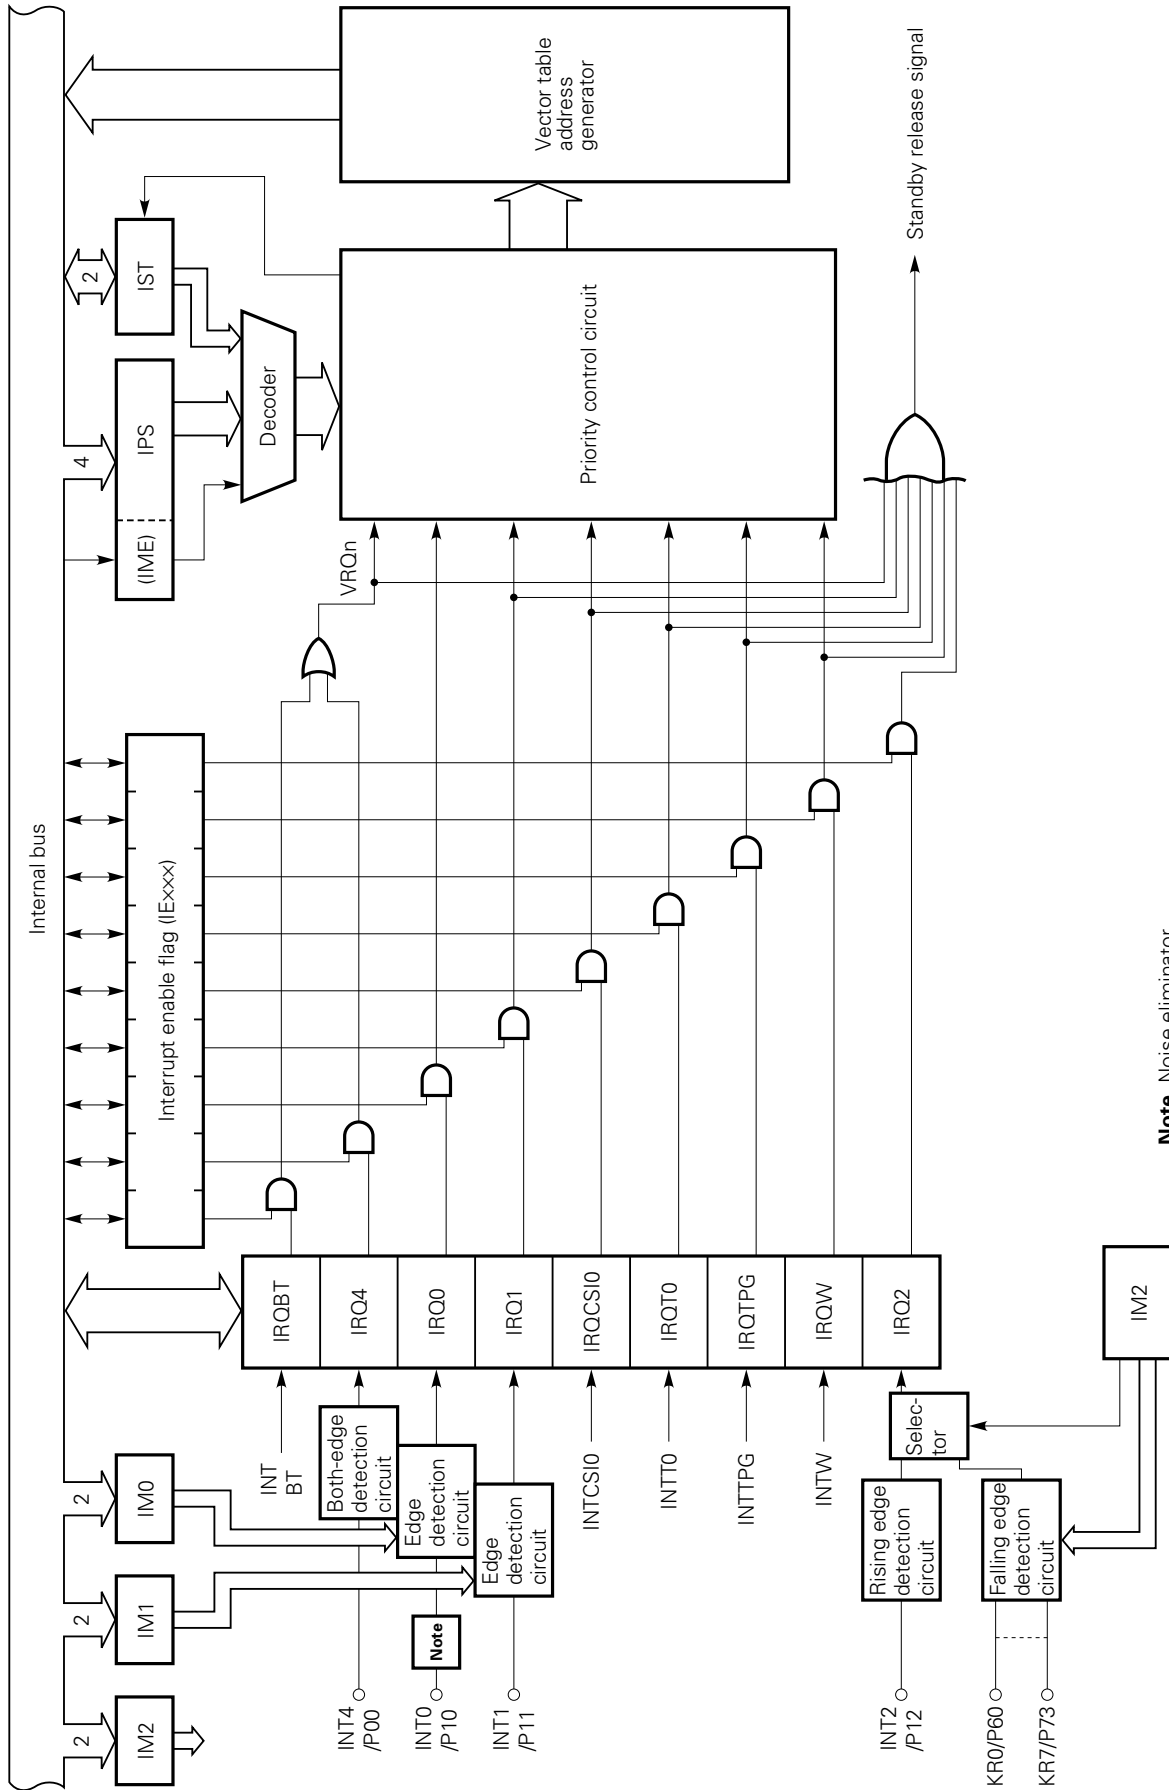 Internal bus
2
IM2
2
IM1
2
IM0
Interrupt enable flag (IE×××)
4
(IME)
IPS
2
IST
Decoder
VRQn
INT4
/P00
INT0
/P10
INT1
/P11
INT2
/P12
KR0/P60
KR7/P73
Note
INT
BT
Both-edge
detection
circuit
Edge
detection
circuit
Edge
detection
circuit
INTCSI0
INTT0
INTTPG
INTW
Rising edge
detection
circuit
Falling edge
detection
circuit
Selec-
tor
IM2
IRQBT
IRQ4
IRQ0
IRQ1
IRQCSI0
IRQT0
IRQTPG
IRQW
IRQ2
Priority control circuit
Vector table
address
generator
Standby release signal
Note Noise eliminator